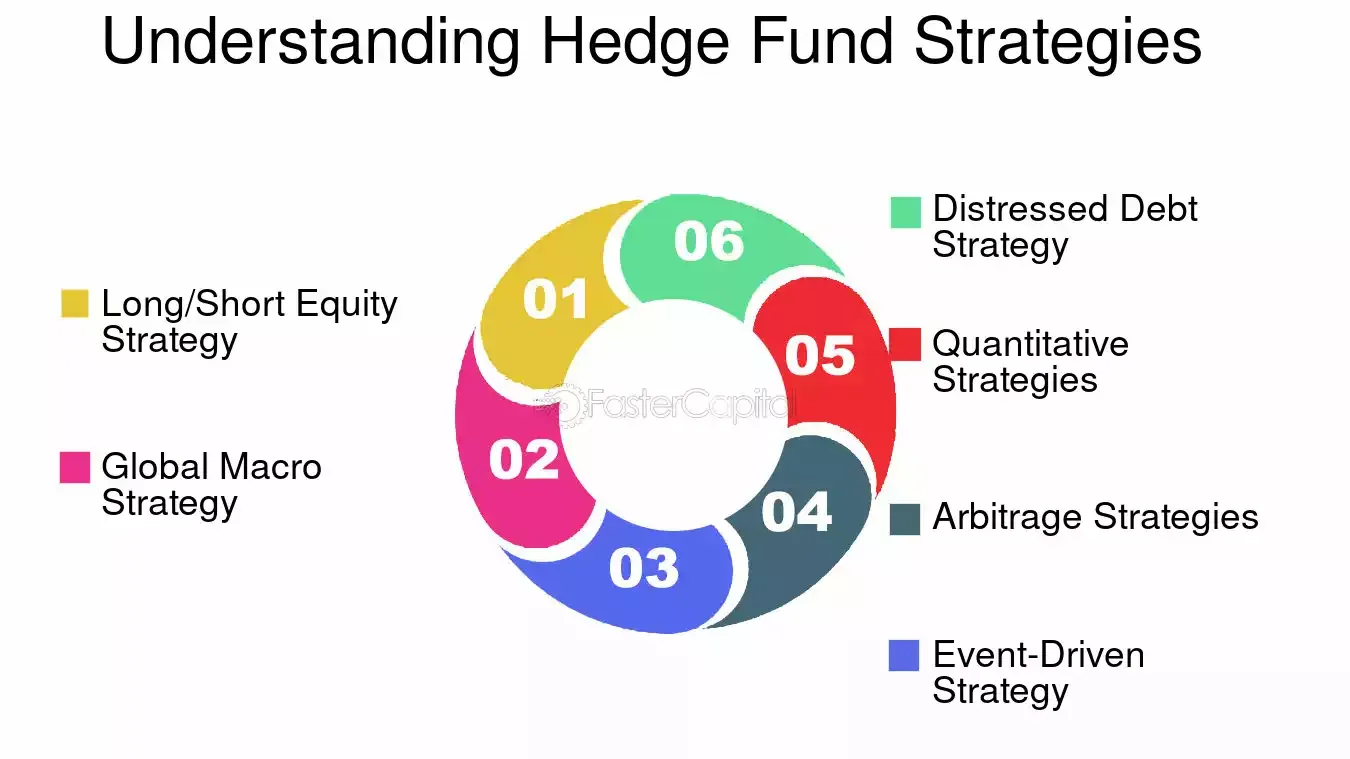 Understanding Hedge Fund Strategies
Long/Short Equity
Strategy
Global Macro
Strategy
01
02
03
04
05
06
FasterCapital
Distressed Debt
Strategy
Quantitative
Strategies
Arbitrage Strategies
Event-Driven
Strategy